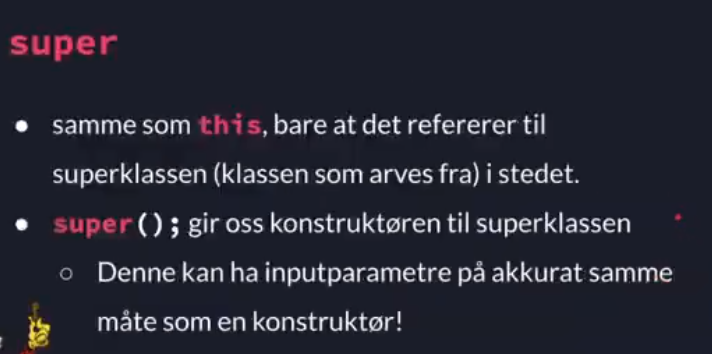 super
● samme som this, bare at det refererer til
superklassen (klassen som arves fra) i stedet.
● super(); gir oss konstruktøren til superklassen
○ Denne kan ha inputparametre på akkurat samme
måte som en konstruktør!